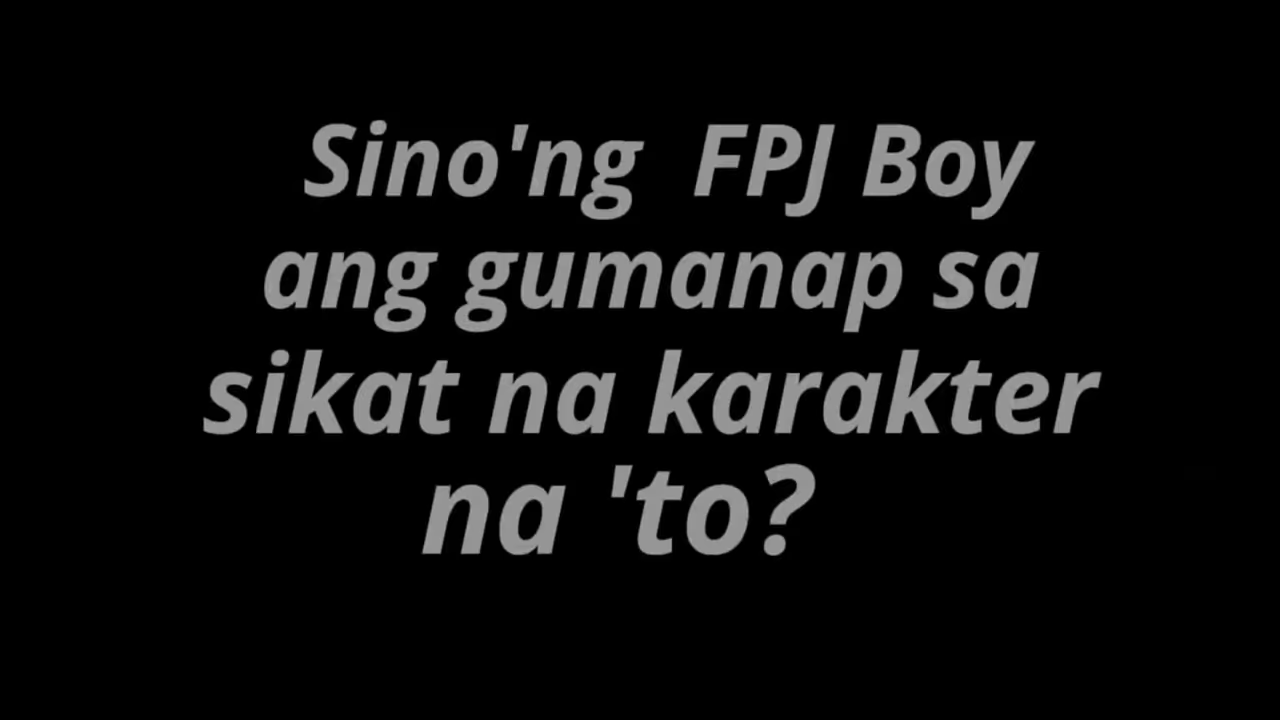 Sino'ng FPJ Boy
ang gumanap sa
sikat na karakter
na 'to?